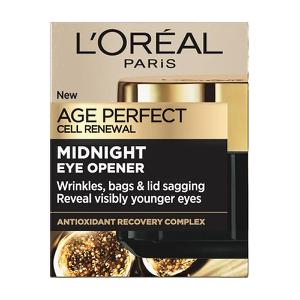 L'ORÉAL
PARIS
New
AGE PERFECT
CELL RENEWAL
MIDNIGHT
EYE OPENER
Wrinkles, bags & lid sagging
Reveal visibly younger eyes
ANTIOXIDANT RECOVERY COMPLEX